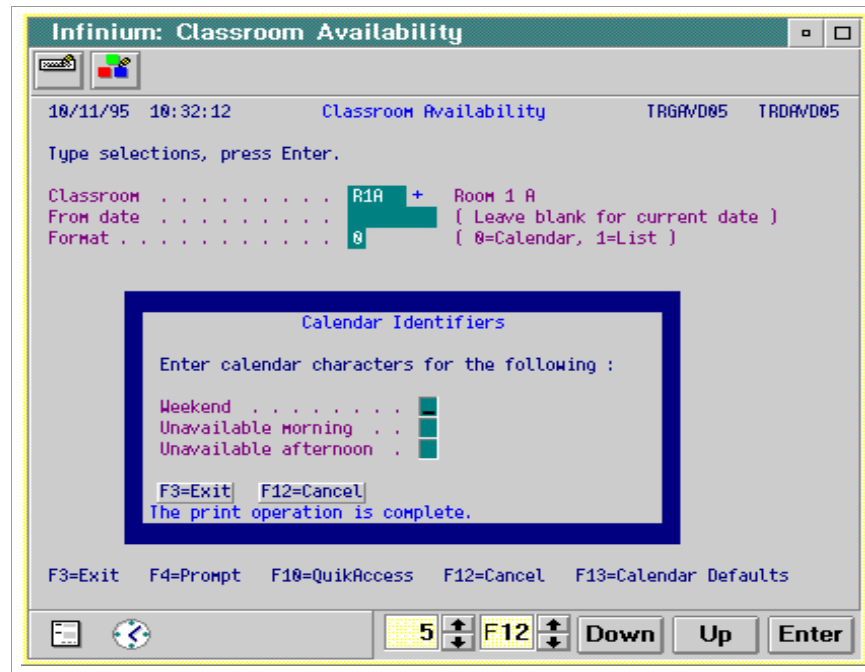 Infinium: Classroom Availability
10/11/95 10:32:12 Classroom Availability TRGAVD05 TRDAVD05
Type selections, press Enter.
Classroom . . . . . . . . . R1A + Room 1 A
From date . . . . . . . . . ( Leave blank for current date )
Format . . . . . . . . . . . 0 ( 0=Calendar, 1=List )
Calendar Identifiers
Enter calendar characters for the following :
Weekend . . . . . . . . _
Unavailable morning . .
Unavailable afternoon .
F3=Exit F12=Cancel
The print operation is complete.
F3=Exit F4=Prompt F10=QuikAccess F12=Cancel F13=Calendar Defaults
5 F12 Down Up Enter